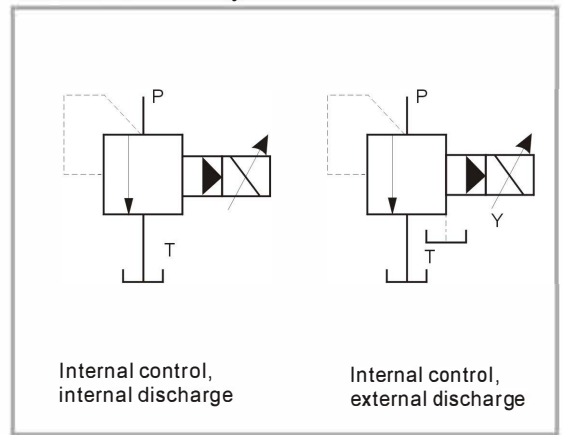 P
T
Internal control,
internal discharge
P
Y
T
Internal control,
external discharge